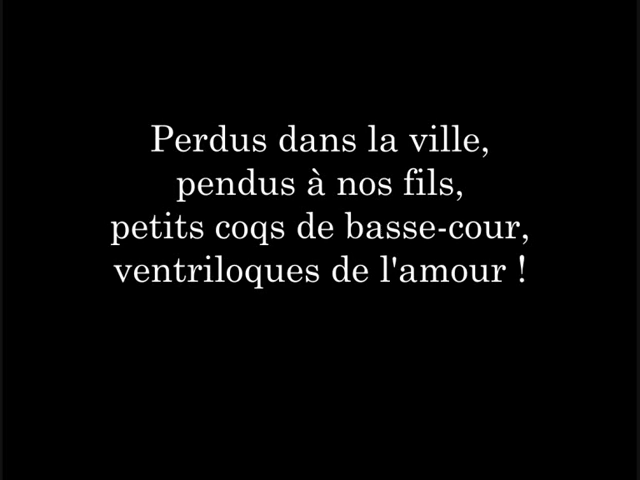 Perdus dans la ville,
pendus à nos fils,
petits coqs de basse-cour,
ventriloques de l'amour !